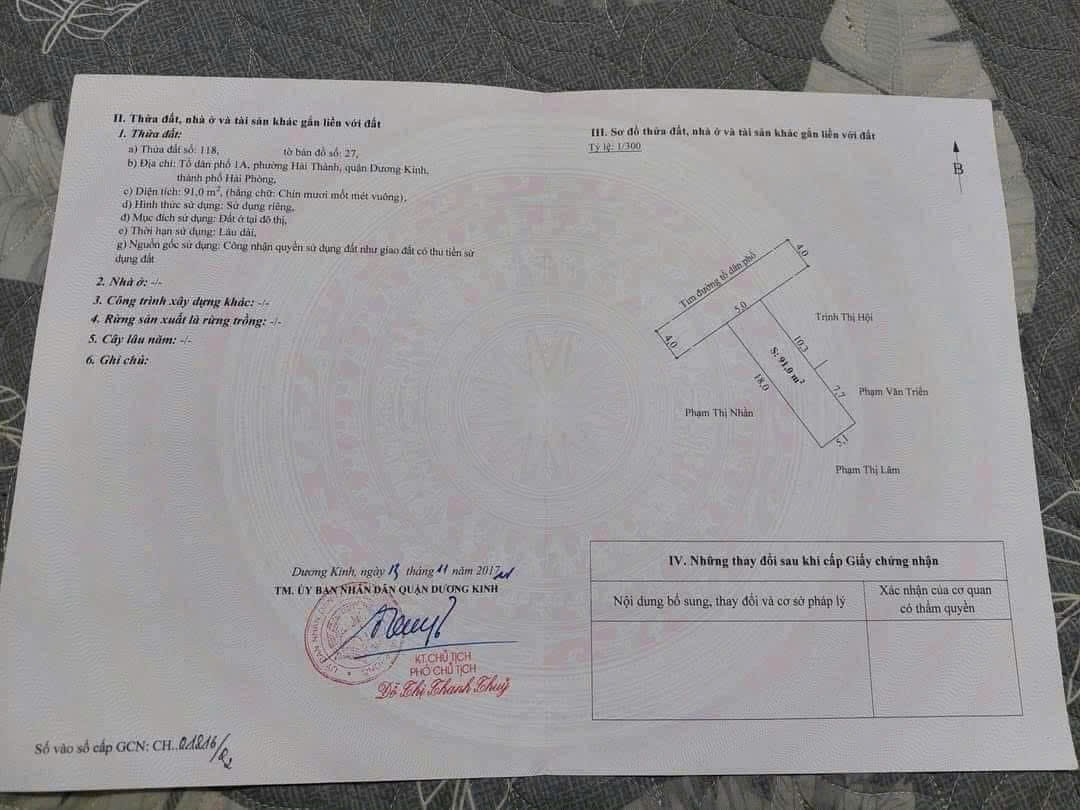 II. Thửa đất, nhà ở và tài sản khác gắn liền với đất
1. Thửa đất:
a) Thửa đất số: 118, tờ bản đồ số: 27,
b) Địa chỉ: Tổ dân phố 1A, phường Hải Thành, quận Dương Kinh,
thành phố Hải Phòng,
c) Diện tích: 91,0 m², (bằng chữ: Chín mươi mốt mét vuông),
d) Hình thức sử dụng: Sử dụng riêng,
đ) Mục đích sử dụng: Đất ở tại đô thị,
e) Thời hạn sử dụng: Lâu dài,
g) Nguồn gốc sử dụng: Công nhận quyền sử dụng đất như giao đất có thu tiền sử
dụng đất
2. Nhà ở: -/-
3. Công trình xây dựng khác: -/-
4. Rừng sản xuất là rừng trồng: -/-
5. Cây lâu năm: -/-
6. Ghi chú:
Dương Kinh, ngày 13 tháng 11 năm 2017
TM. ỦY BAN NHÂN DÂN QUẬN DƯƠNG KINH
KT.CHỦ TỊCH
PHÓ CHỦ TỊCH
Đỗ Thị Thanh Thuỷ
Số vào sổ cấp GCN: CH..01816/
III. Sơ đồ thửa đất, nhà ở và tài sản khác gắn liền với đất
Tỷ lệ: 1/300
B
Tim đường tổ dân phố
4,0
4,0
5,0
Trịnh Thị Hội
10,3
S: 91,0 m²
18,0
7,7
Phạm Văn Triển
Phạm Thị Nhần
5,
Phạm Thị Lâm
IV. Những thay đổi sau khi cấp Giấy chứng nhận
Nội dung bổ sung, thay đổi và cơ sở pháp lý
Xác nhận của cơ quan
có thẩm quyền